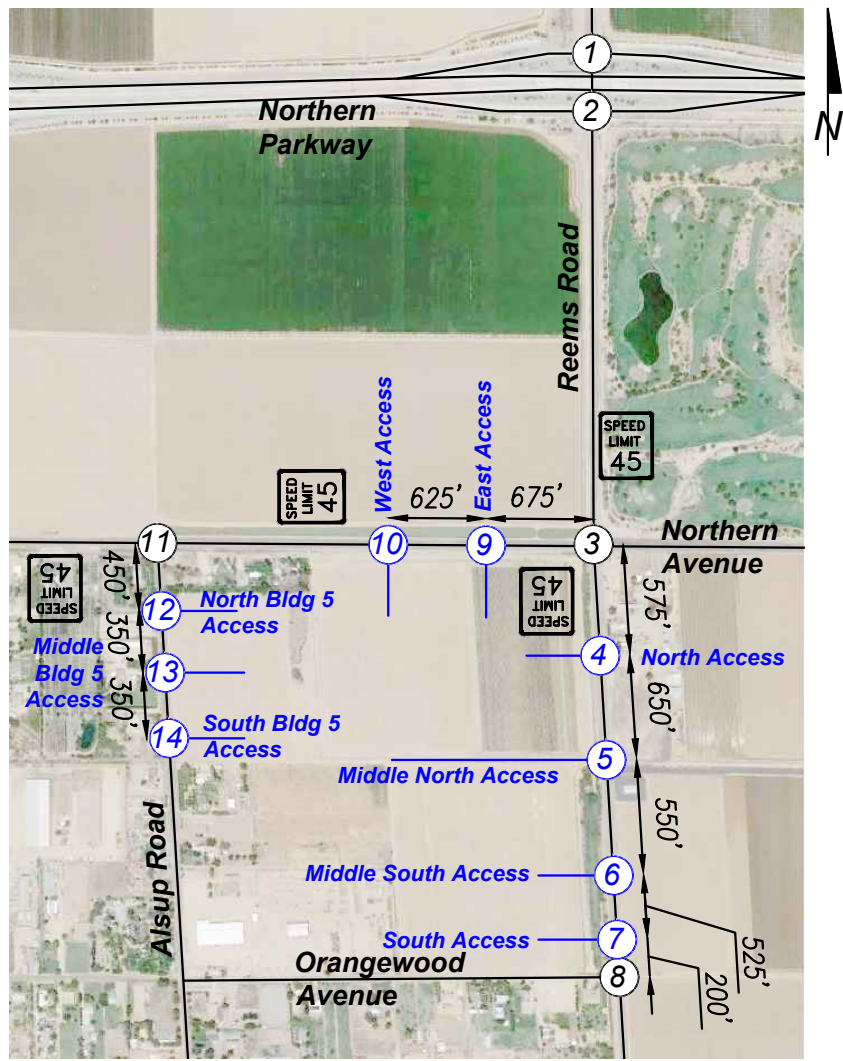 1
N
2
Northern
Parkway
Reems Road
West Access
East Access
SPEED
LIMIT
45
SPEED
LIMIT
45
625'
675'
11
10
9
3
Northern
Avenue
SPEED
LIMIT
45
450'
12
North Bldg 5
Access
SPEED
LIMIT
45
575'
350'
Middle
Bldg 5
Access
13
4
North Access
350'
650'
14
South Bldg 5
Access
5
Middle North Access
550'
Alsup Road
Middle South Access
6
South Access
7
525'
Orangewood
Avenue
8
200'